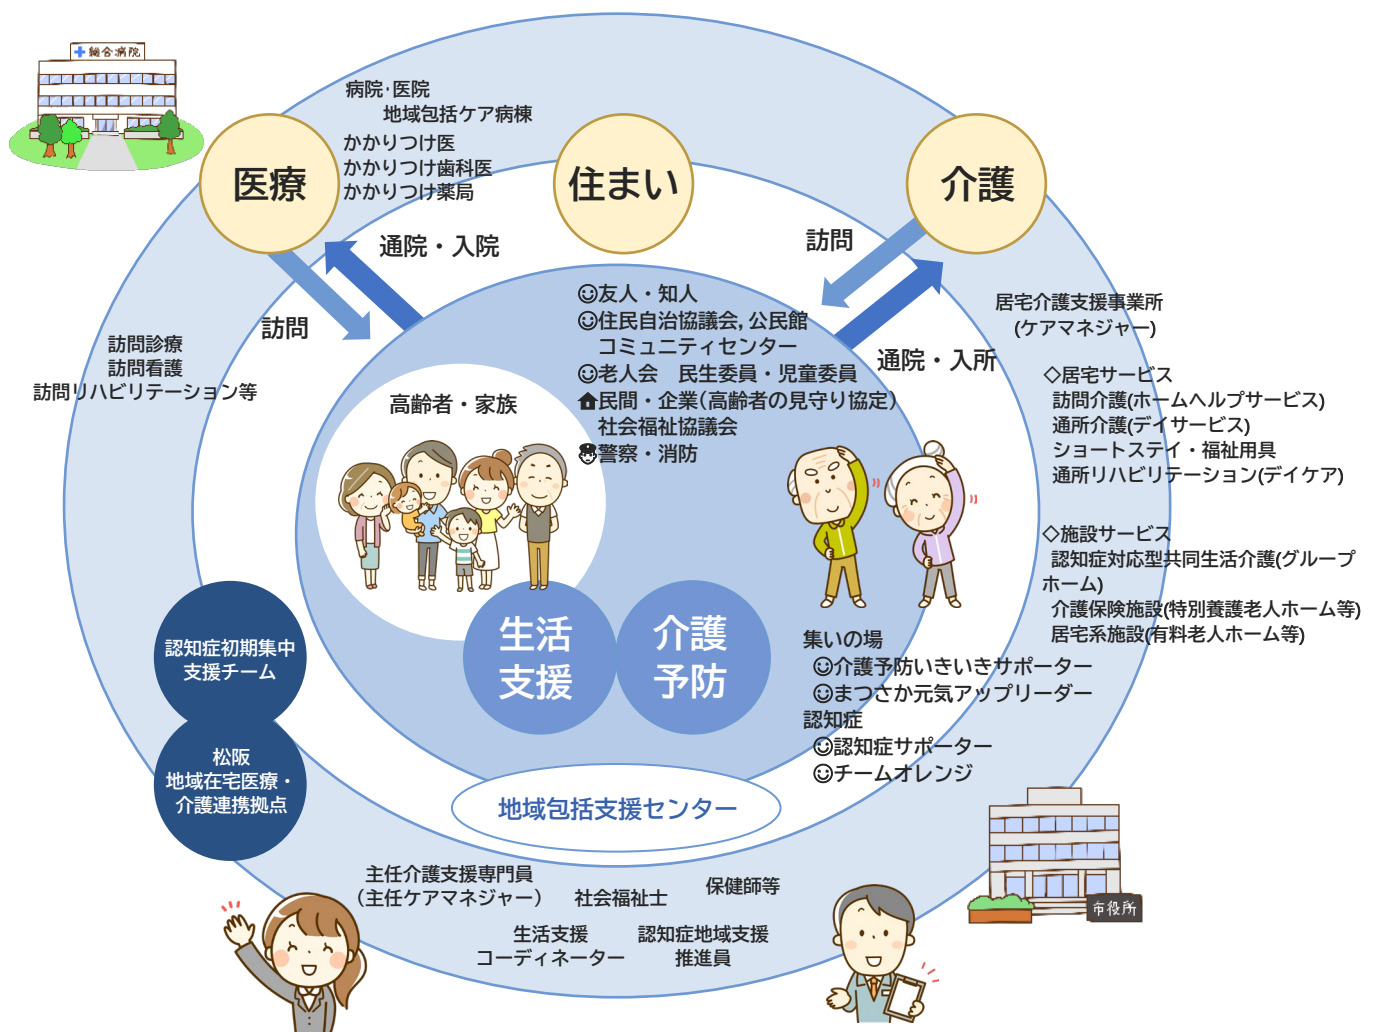 総合病院
病院・医院
地域包括ケア病棟
かかりつけ医
かかりつけ歯科医
かかりつけ薬局
医療
住まい
介護
通院・入院
訪問
訪問
通院・入所
訪問診療
訪問看護
訪問リハビリテーション等
友人・知人
住民自治協議会，公民館
コミュニティセンター
老人会　民生委員・児童委員
民間・企業（高齢者の見守り協定）
社会福祉協議会
警察・消防
高齢者・家族
居宅介護支援事業所
(ケアマネジャー)
◇居宅サービス
訪問介護(ホームヘルプサービス)
通所介護(デイサービス)
ショートステイ・福祉用具
通所リハビリテーション(デイケア)
◇施設サービス
認知症対応型共同生活介護(グループ
ホーム)
介護保険施設(特別養護老人ホーム等)
居宅系施設(有料老人ホーム等)
生活
支援
介護
予防
集いの場
介護予防いきいきサポーター
まつさか元気アップリーダー
認知症
認知症サポーター
チームオレンジ
認知症初期集中
支援チーム
松阪
地域在宅医療・
介護連携拠点
地域包括支援センター
主任介護支援専門員
（主任ケアマネジャー）
社会福祉士
保健師等
生活支援
コーディネーター
認知症地域支援
推進員
市役所